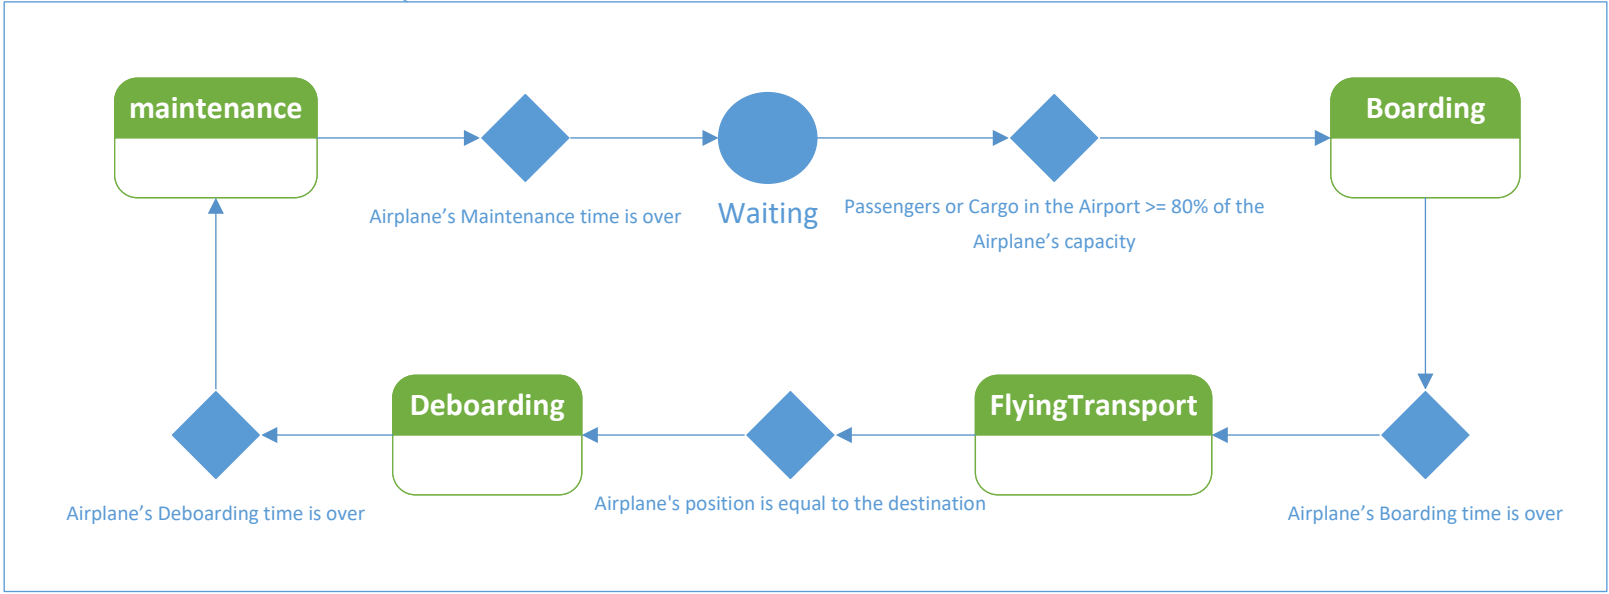 maintenance
Boarding
Airplane’s Maintenance time is over
Waiting
Passengers or Cargo in the Airport >= 80% of the
Airplane’s capacity
Deboarding
FlyingTransport
Airplane’s Deboarding time is over
Airplane's position is equal to the destination
Airplane’s Boarding time is over